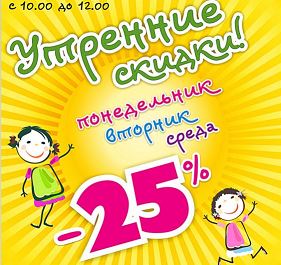 с 10.00 до 12.00
Утренние
скидки!
понедельник
вторник
среда
-25%